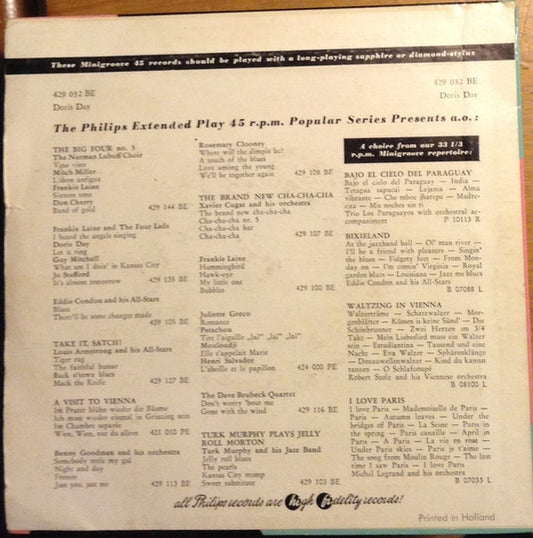 These Minigroove 45 records should be played with a long-playing sapphire or diamond-stylus
429 032 BE
Doris Day
429 032 BE
Doris Day
The Philips Extended Play 45 r.p.m. Popular Series Presents a.o.:
THE BIG FOUR no. 3
The Norman Luboff Choir
Vino vino
Mitch Miller
Lisbon antigua
Frankie Laine
Sixteen tons
Don Cherry
Band of gold 429 144 BE
Frankie Laine and The Four Lads
I heard the angels singing
Doris Day
Let it ring
Guy Mitchell
What am I doin' in Kansas City
Jo Stafford
It's almost tomorrow 429 135 BE
Eddie Condon and his All-Stars
Blues
There'll be some changes made
429 105 BE
TAKE IT, SATCH!
Louis Armstrong and his All-Stars
Tiger rag
The faithful hussar
Back o'town blues
Mack the Knife 429 127 BE
A VISIT TO VIENNA
Im Prater blühn wieder die Bäume
Ich muss wieder einmal in Grinzing sein
Im Chambre separée
Wien, Wien, nur du allein 421 010 PE
Benny Goodman and his orchestra
Somebody stole my gal
Night and day
Frenesi
Just you, just me 429 113 BE
Rosemary Clooney
Where will the dimple be?
A touch of the blues
Love among the young
We'll be together again 429 108 BE
THE BRAND NEW CHA-CHA-CHA
Xavier Cugat and his orchestra
The brand new cha-cha-cha
Cha-cha-cha nr. 5
Cha-cha-cha bar
Cha-cha-cha 429 107 BE
Frankie Laine
Hummingbird
Hawk-eye
My little one
Bubbles 429 100 BE
Juliette Greco
Romance
Patachou
Tire l'aiguille „lai” „lai” „lai”
Mouloudji
Elle s'appelait Marie
Henri Salvador
L'abeille et le papillon 424 000 PE
The Dave Brubeck Quartet
Don't worry 'bout me
Gone with the wind 429 116 BE
TURK MURPHY PLAYS JELLY
ROLL MORTON
Turk Murphy and his Jazz Band
Jelly roll blues
The pearls
Kansas City stomp
Sweet substitute 429 103 BE
A choice from our 33 1/3
r.p.m. Minigroove repertoire:
BAJO EL CIELO DEL PARAGUAY
Bajo el cielo del Paraguay — India —
Tetagua sapucai — Lejania — Alma
vibrante — Che mboe jharepe — Madre-
cita — Mis noches sin ti
Trio Los Paraguayos with orchestral ac-
companiment P 10113 R
BIXIELAND
At the jazzband ball — Ol' man river —
I'll be a friend with pleasure — Singin'
the blues — Fidgety feet — From Mon-
day on — I'm comin' Virginia — Royal
garden blues — Louisiana — Jazz me blues
Eddie Condon and his All-Stars
B 07088 L
WALTZING IN VIENNA
Walzerträume — Schatzwalzer — Mor-
genblätter — Küssen is keine Sünd' — Die
Schönbrunner — Zwei Herzen im 3/4
Takt — Mein Liebeslied muss ein Walzer
sein — Estudiantina — Tausend und eine
Nacht — Eva Walzer — Sphärenklänge
— Donauwellenwalzer — Kind du kannst
tanzen — O Schlafcoupé
Robert Stolz and his Viennese orchestra
B 08100 L
I LOVE PARIS
I love Paris — Mademoiselle de Paris —
Paris — Autumn leaves — Under the
bridges of Paris — La Seine — Paris in
the spring — Paris canaille — April in
Paris — A Paris — La vie en rose —
Under Paris skies — Paris je t'aime —
The song from Moulin Rouge — The last
time I saw Paris — I love Paris
Michel Legrand and his orchestra
B 07033 L
all Philips records are high fidelity records!
Printed in Holland